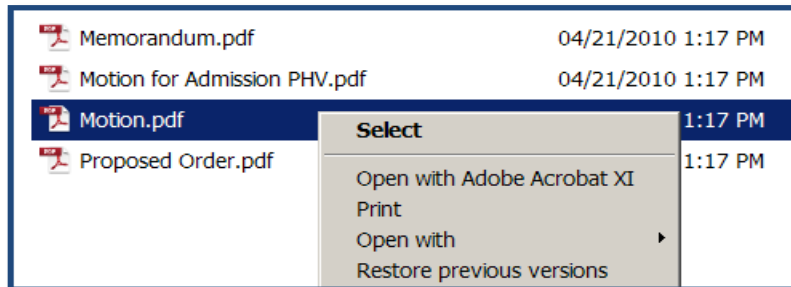 Memorandum.pdf 04/21/2010 1:17 PM
Motion for Admission PHV.pdf 04/21/2010 1:17 PM
Motion.pdf 1:17 PM
Proposed Order.pdf 1:17 PM
Select
Open with Adobe Acrobat XI
Print
Open with
Restore previous versions